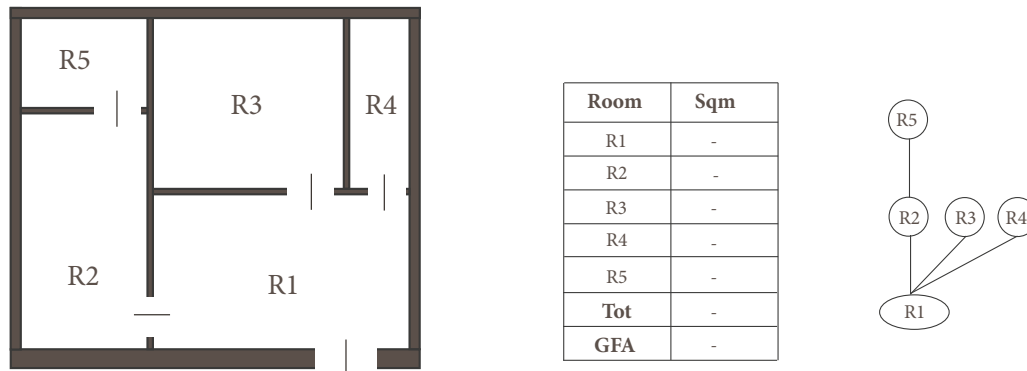 R5
R3
R4
R2
R1
Room Sqm
R1 -
R2 -
R3 -
R4 -
R5 -
Tot -
GFA -
R5
R2 R3 R4
R1